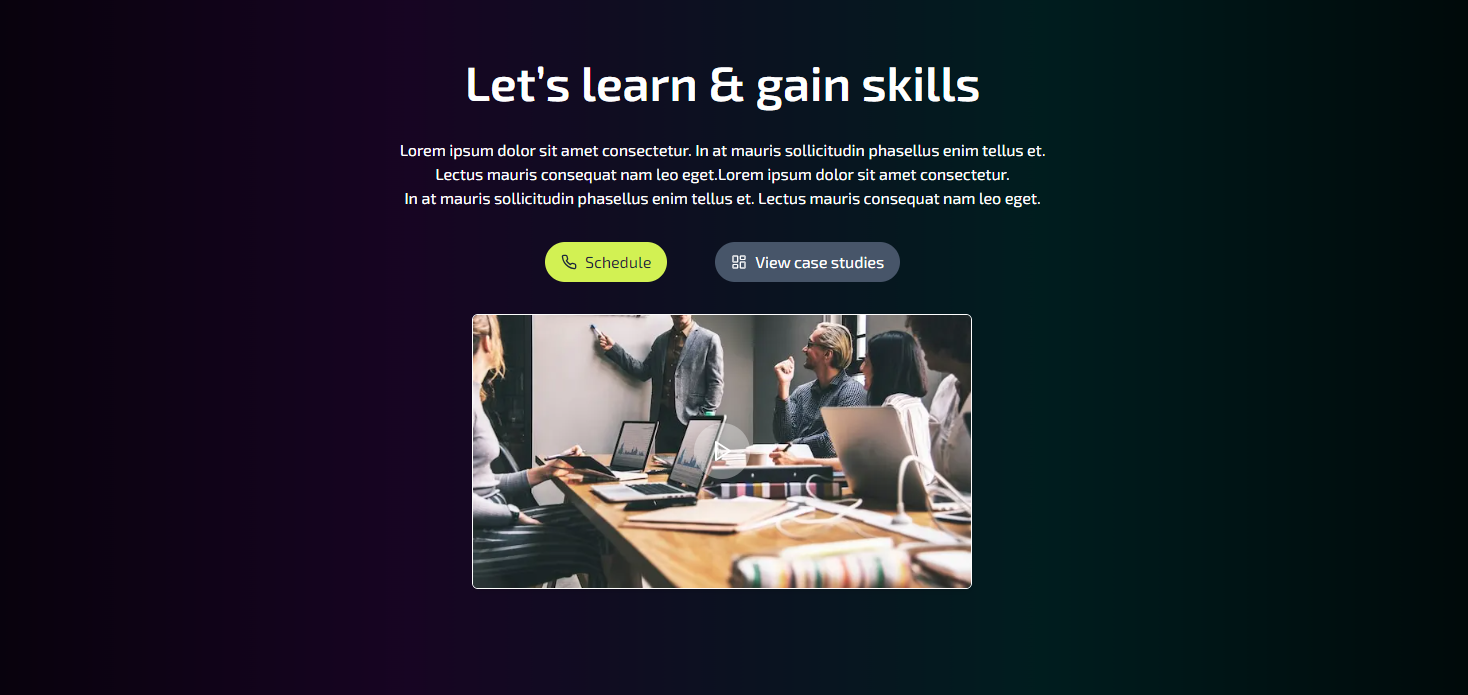 Let’s learn & gain skills
Lorem ipsum dolor sit amet consectetur. In at mauris sollicitudin phasellus enim tellus et.
Lectus mauris consequat nam leo eget.Lorem ipsum dolor sit amet consectetur.
In at mauris sollicitudin phasellus enim tellus et. Lectus mauris consequat nam leo eget.
Schedule
View case studies